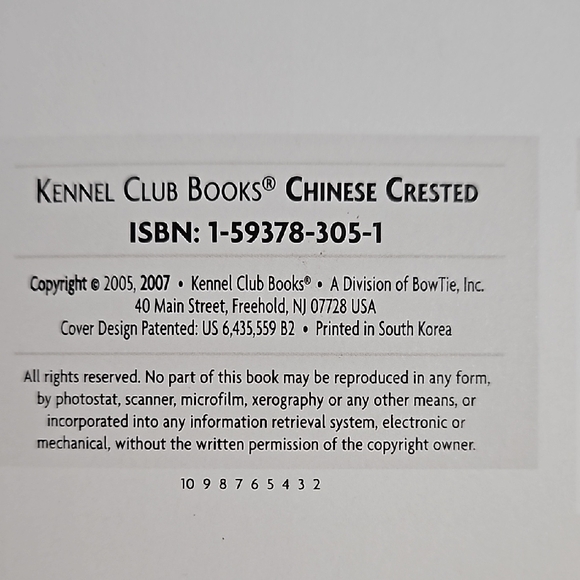 KENNEL CLUB BOOKS® CHINESE CRESTED
ISBN: 1-59378-305-1
Copyright © 2005, 2007 • Kennel Club Books® • A Division of BowTie, Inc.
40 Main Street, Freehold, NJ 07728 USA
Cover Design Patented: US 6,435,559 B2 • Printed in South Korea
All rights reserved. No part of this book may be reproduced in any form,
by photostat, scanner, microfilm, xerography or any other means, or
incorporated into any information retrieval system, electronic or
mechanical, without the written permission of the copyright owner.
10 9 8 7 6 5 4 3 2